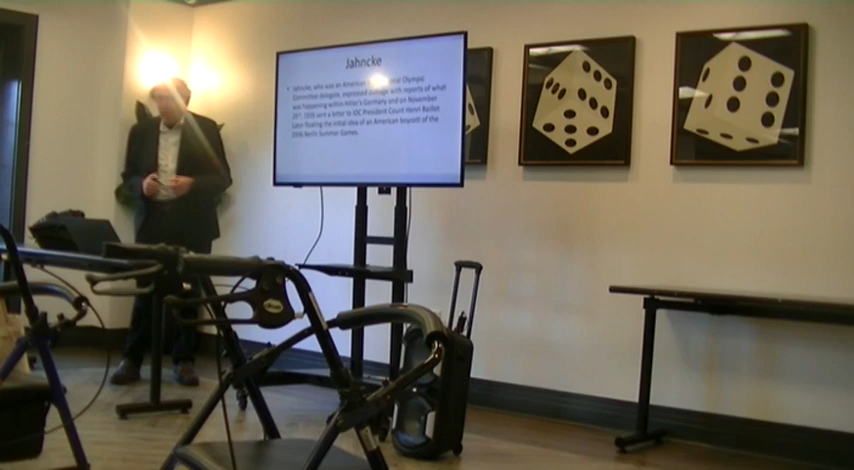 Jahncke
• Jahncke, who was an American Olympic
Committee delegate, expressed outrage with reports of what
was happening within Hitler's Germany and on November
25th, 1935 sent a letter to IOC President Count Henri Baillet
Latur floating the initial idea of an American boycott of the
1936 Berlin Summer Games.